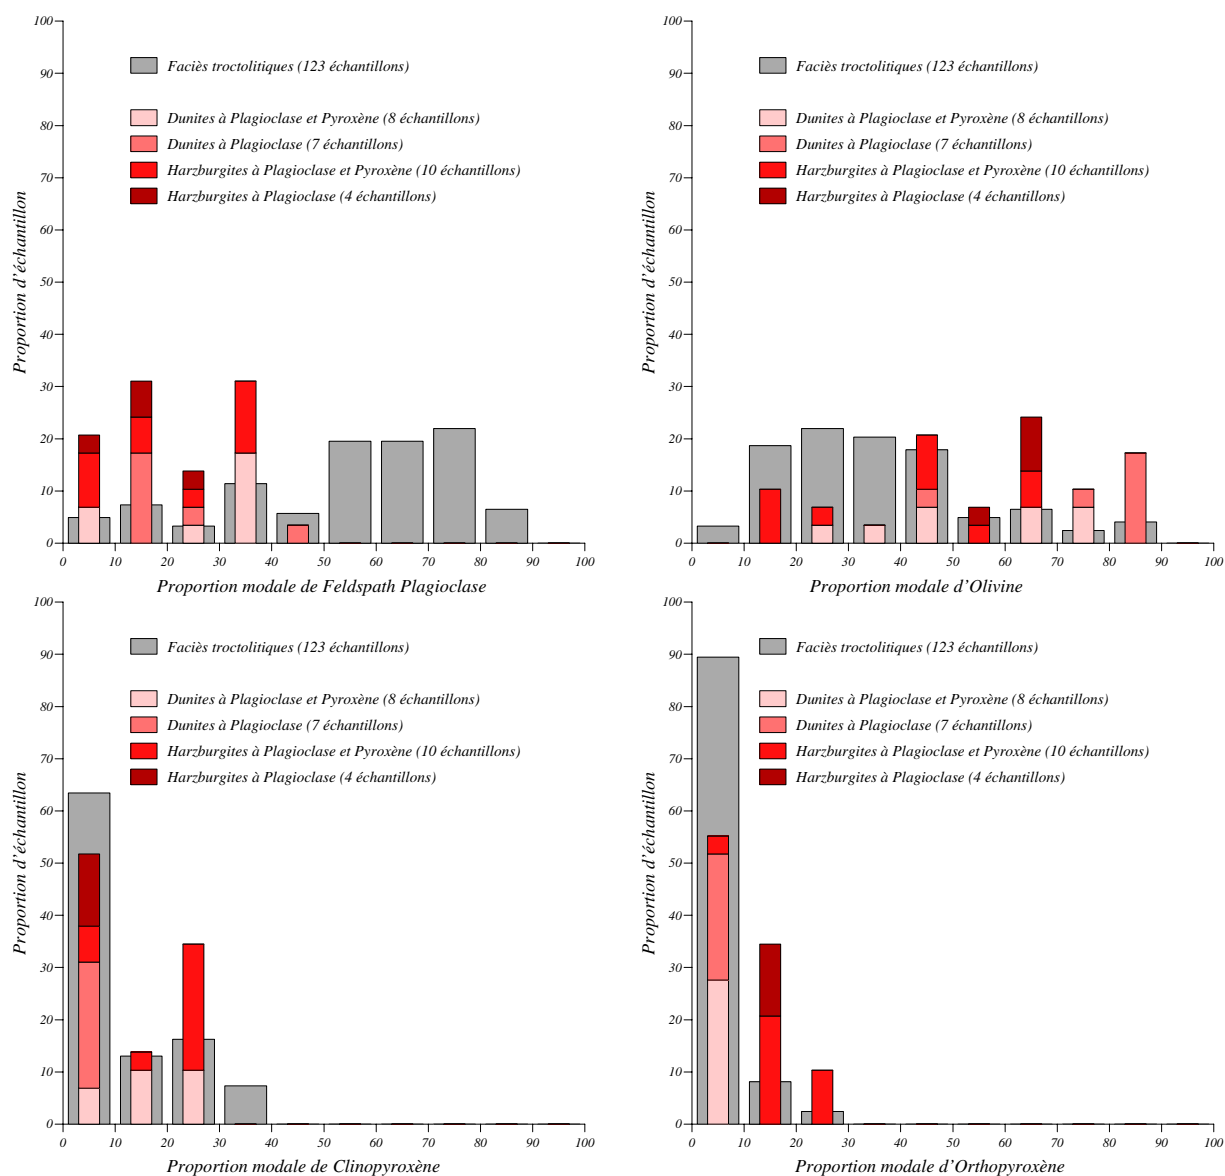 100
90
80
70
60
50
40
30
20
10
0
Proportion d'échantillon
Faciès troctolitiques (123 échantillons)
Dunites à Plagioclase et Pyroxène (8 échantillons)
Dunites à Plagioclase (7 échantillons)
Harzburgites à Plagioclase et Pyroxène (10 échantillons)
Harzburgites à Plagioclase (4 échantillons)
0 10 20 30 40 50 60 70 80 90 100
Proportion modale de Feldspath Plagioclase
100
90
80
70
60
50
40
30
20
10
0
Proportion d'échantillon
Faciès troctolitiques (123 échantillons)
Dunites à Plagioclase et Pyroxène (8 échantillons)
Dunites à Plagioclase (7 échantillons)
Harzburgites à Plagioclase et Pyroxène (10 échantillons)
Harzburgites à Plagioclase (4 échantillons)
0 10 20 30 40 50 60 70 80 90 100
Proportion modale d'Olivine
100
90
80
70
60
50
40
30
20
10
0
Proportion d'échantillon
Faciès troctolitiques (123 échantillons)
Dunites à Plagioclase et Pyroxène (8 échantillons)
Dunites à Plagioclase (7 échantillons)
Harzburgites à Plagioclase et Pyroxène (10 échantillons)
Harzburgites à Plagioclase (4 échantillons)
0 10 20 30 40 50 60 70 80 90 100
Proportion modale de Clinopyroxène
100
90
80
70
60
50
40
30
20
10
0
Proportion d'échantillon
Faciès troctolitiques (123 échantillons)
Dunites à Plagioclase et Pyroxène (8 échantillons)
Dunites à Plagioclase (7 échantillons)
Harzburgites à Plagioclase et Pyroxène (10 échantillons)
Harzburgites à Plagioclase (4 échantillons)
0 10 20 30 40 50 60 70 80 90 100
Proportion modale d'Orthopyroxène